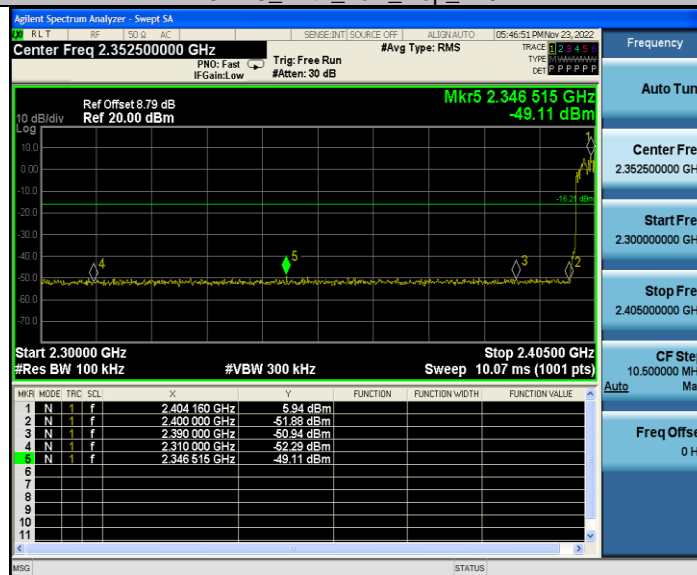 Agilent Spectrum Analyzer - Swept SA
RL T RF 50 Ω AC SENSE:INT SOURCE OFF ALIGN AUTO 05:46:51 PM Nov 23, 2022
Center Freq 2.352500000 GHz
#Avg Type: RMS
TRACE 1 2 3 4 5 6
PNO: Fast
Trig: Free Run
TYPE MWWWWW
IFGain:Low
#Atten: 30 dB
DET P P P P P P
Mkr5 2.346 515 GHz
-49.11 dBm
Ref Offset 8.79 dB
10 dB/div Ref 20.00 dBm
Log
10.0
0.00
-10.0
-16.21 dBm
-20.0
-30.0
-40.0
-50.0
-60.0
-70.0
1
2
3
4
5
Start 2.30000 GHz Stop 2.40500 GHz
#Res BW 100 kHz #VBW 300 kHz Sweep 10.07 ms (1001 pts)
MKR MODE TRC SCL X Y FUNCTION FUNCTION WIDTH FUNCTION VALUE
1 N 1 f 2.404 160 GHz 5.94 dBm
2 N 1 f 2.400 000 GHz -51.88 dBm
3 N 1 f 2.390 000 GHz -50.94 dBm
4 N 1 f 2.310 000 GHz -52.29 dBm
5 N 1 f 2.346 515 GHz -49.11 dBm
6
7
8
9
10
11
MSG STATUS
Frequency
Auto Tun
Center Fre
2.352500000 GH
Start Fre
2.300000000 GH
Stop Fre
2.405000000 GH
CF Ste
10.500000 MH
Auto Ma
Freq Offse
0 H